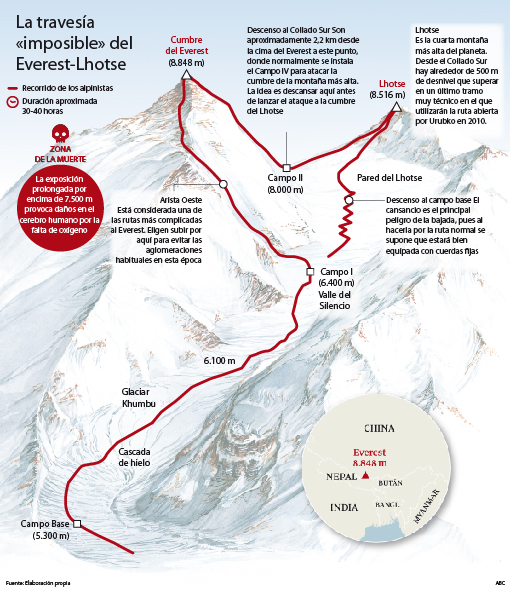 La travesía
«imposible» del
Everest-Lhotse
Recorrido de los alpinistas
Duración aproximada
30-40 horas
ZONA
DE LA MUERTE
La exposición
prolongada por
encima de 7.500 m
provoca daños en el
cerebro humano por la
falta de oxígeno
Cumbre
del Everest
(8.848 m)
Descenso al Collado Sur Son
aproximadamente 2,2 km desde
la cima del Everest a este punto,
donde normalmente se instala
el Campo IV para atacar la
cumbre de la montaña más alta.
La idea es descansar aquí antes
de lanzar el ataque a la cumbre
del Lhotse
Lhotse
(8.516 m)
Lhotse
Es la cuarta montaña
más alta del planeta.
Desde el Collado Sur
hay alrededor de 500 m
de desnivel que superar
en un último tramo
muy técnico en el que
utilizarán la ruta abierta
por Urubko en 2010.
Campo II
(8.000 m)
Pared del Lhotse
Arista Oeste
Está considerada una de
las rutas más complicadas
al Everest. Eligen subir por
aquí para evitar las
aglomeraciones
habituales en esta época
Descenso al campo base El
cansancio es el principal
peligro de la bajada, pues al
hacerla por la ruta normal se
supone que estará bien
equipada con cuerdas fijas
Campo I
(6.400 m)
Valle del
Silencio
6.100 m
Glaciar
Khumbu
Cascada
de hielo
Campo Base
(5.300 m)
CHINA
Everest
8.848 m
NEPAL
BUTÁN
INDIA
BANGL.
MYANMAR
Fuente: Elaboración propia
ABC